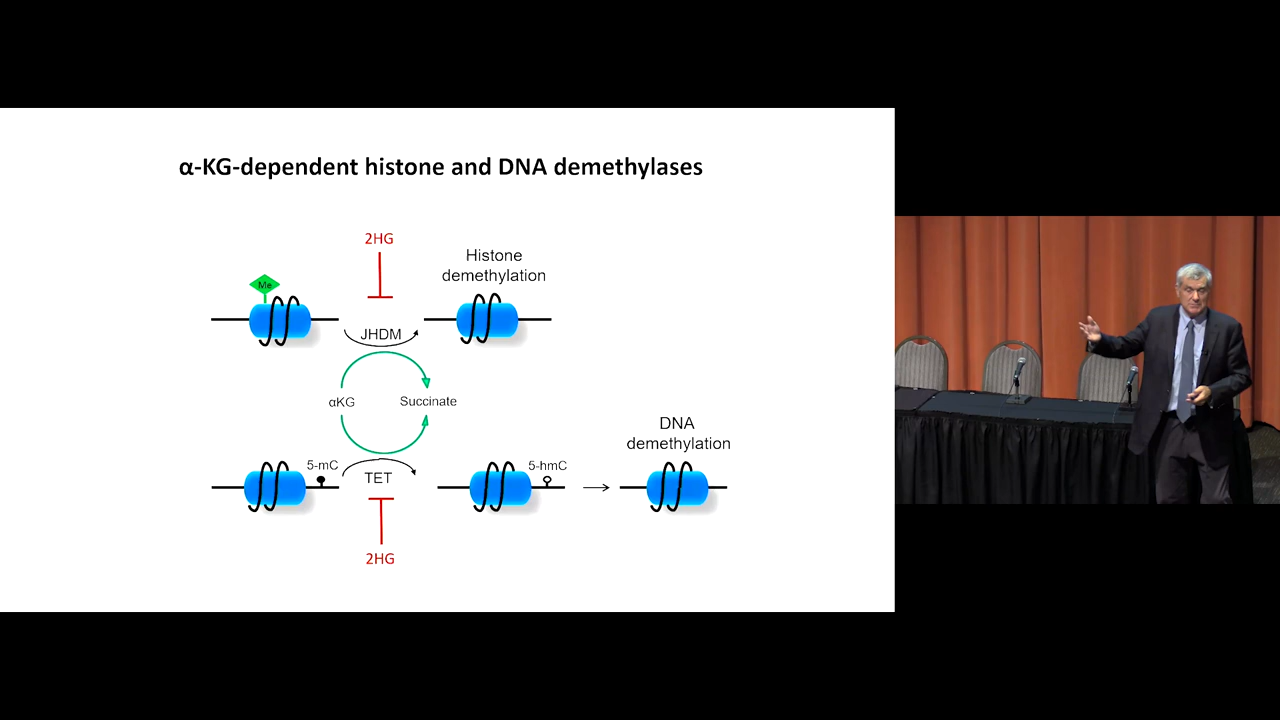 α-KG-dependent histone and DNA demethylases
2HG
Histone
demethylation
Me
JHDM
αKG
Succinate
DNA
demethylation
5-mC
TET
5-hmC
2HG